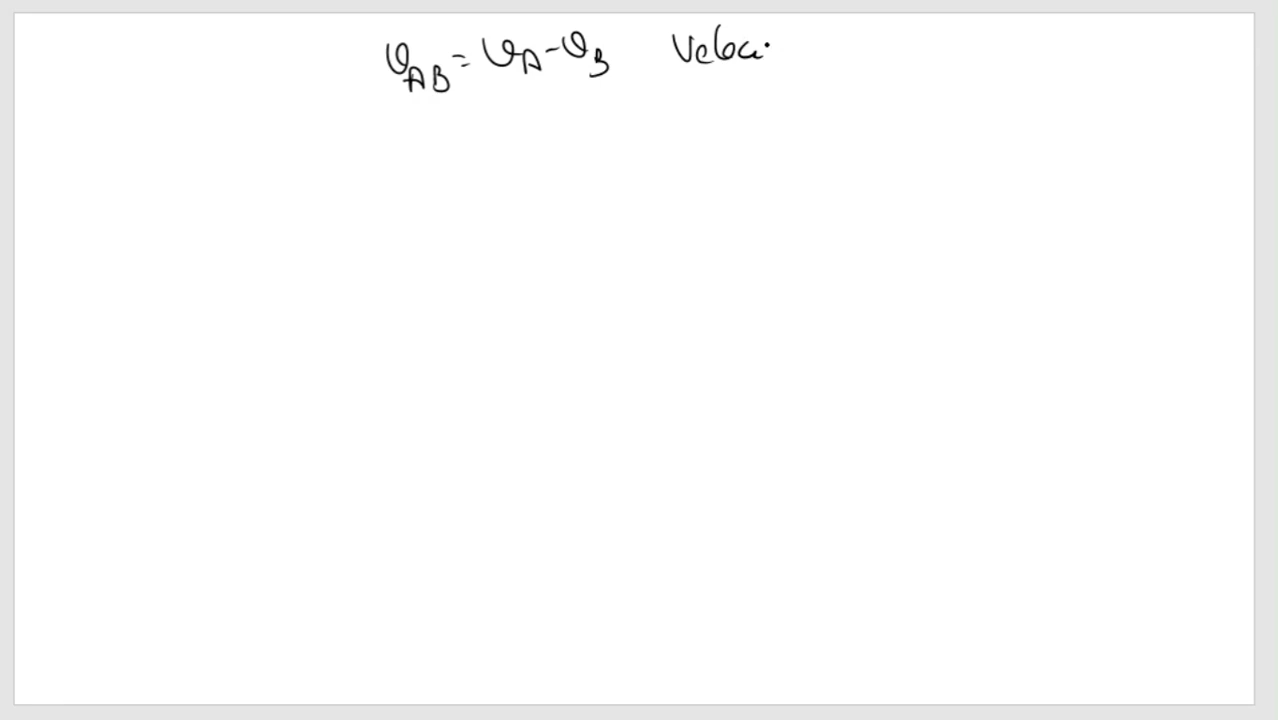 v_AB = v_A - v_B Veloci